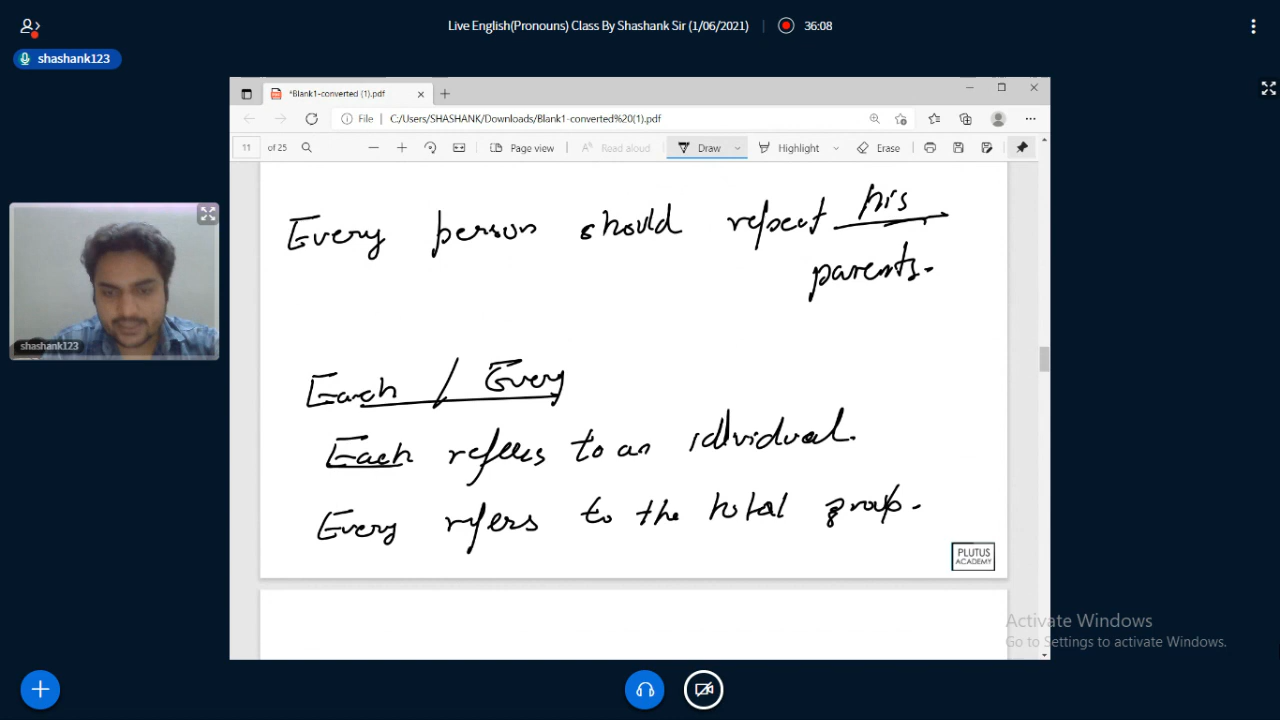 Live English(Pronouns) Class By Shashank Sir (1/06/2021)
36:08
shashank123
*Blank1-converted (1).pdf
File
C:/Users/SHASHANK/Downloads/Blank1-converted%20(1).pdf
11 of 25
Page view
Read aloud
Draw
Highlight
Erase
Every person should repsect his
parents.
shashank123
Each / Every
Each refers to an idividual.
Every refers to the total group.
PLUTUS
ACADEMY
Activate Windows
Go to Settings to activate Windows.